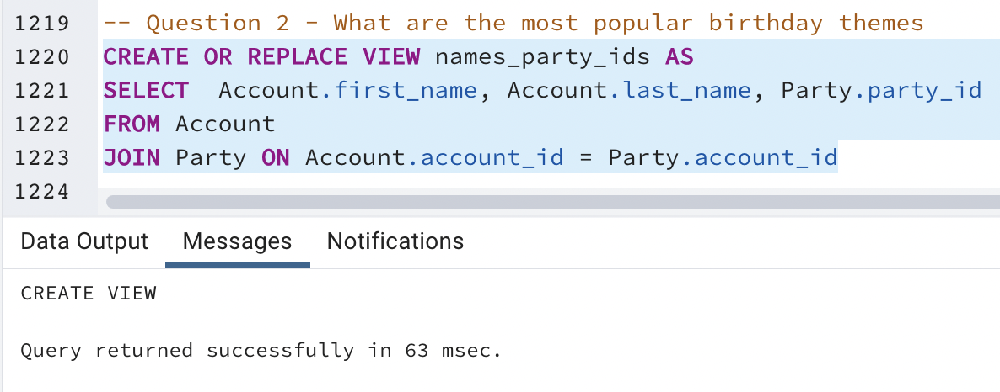 1219 -- Question 2 - What are the most popular birthday themes
1220 CREATE OR REPLACE VIEW names_party_ids AS
1221 SELECT  Account.first_name, Account.last_name, Party.party_id
1222 FROM Account
1223 JOIN Party ON Account.account_id = Party.account_id
1224
Data Output Messages Notifications
CREATE VIEW
Query returned successfully in 63 msec.